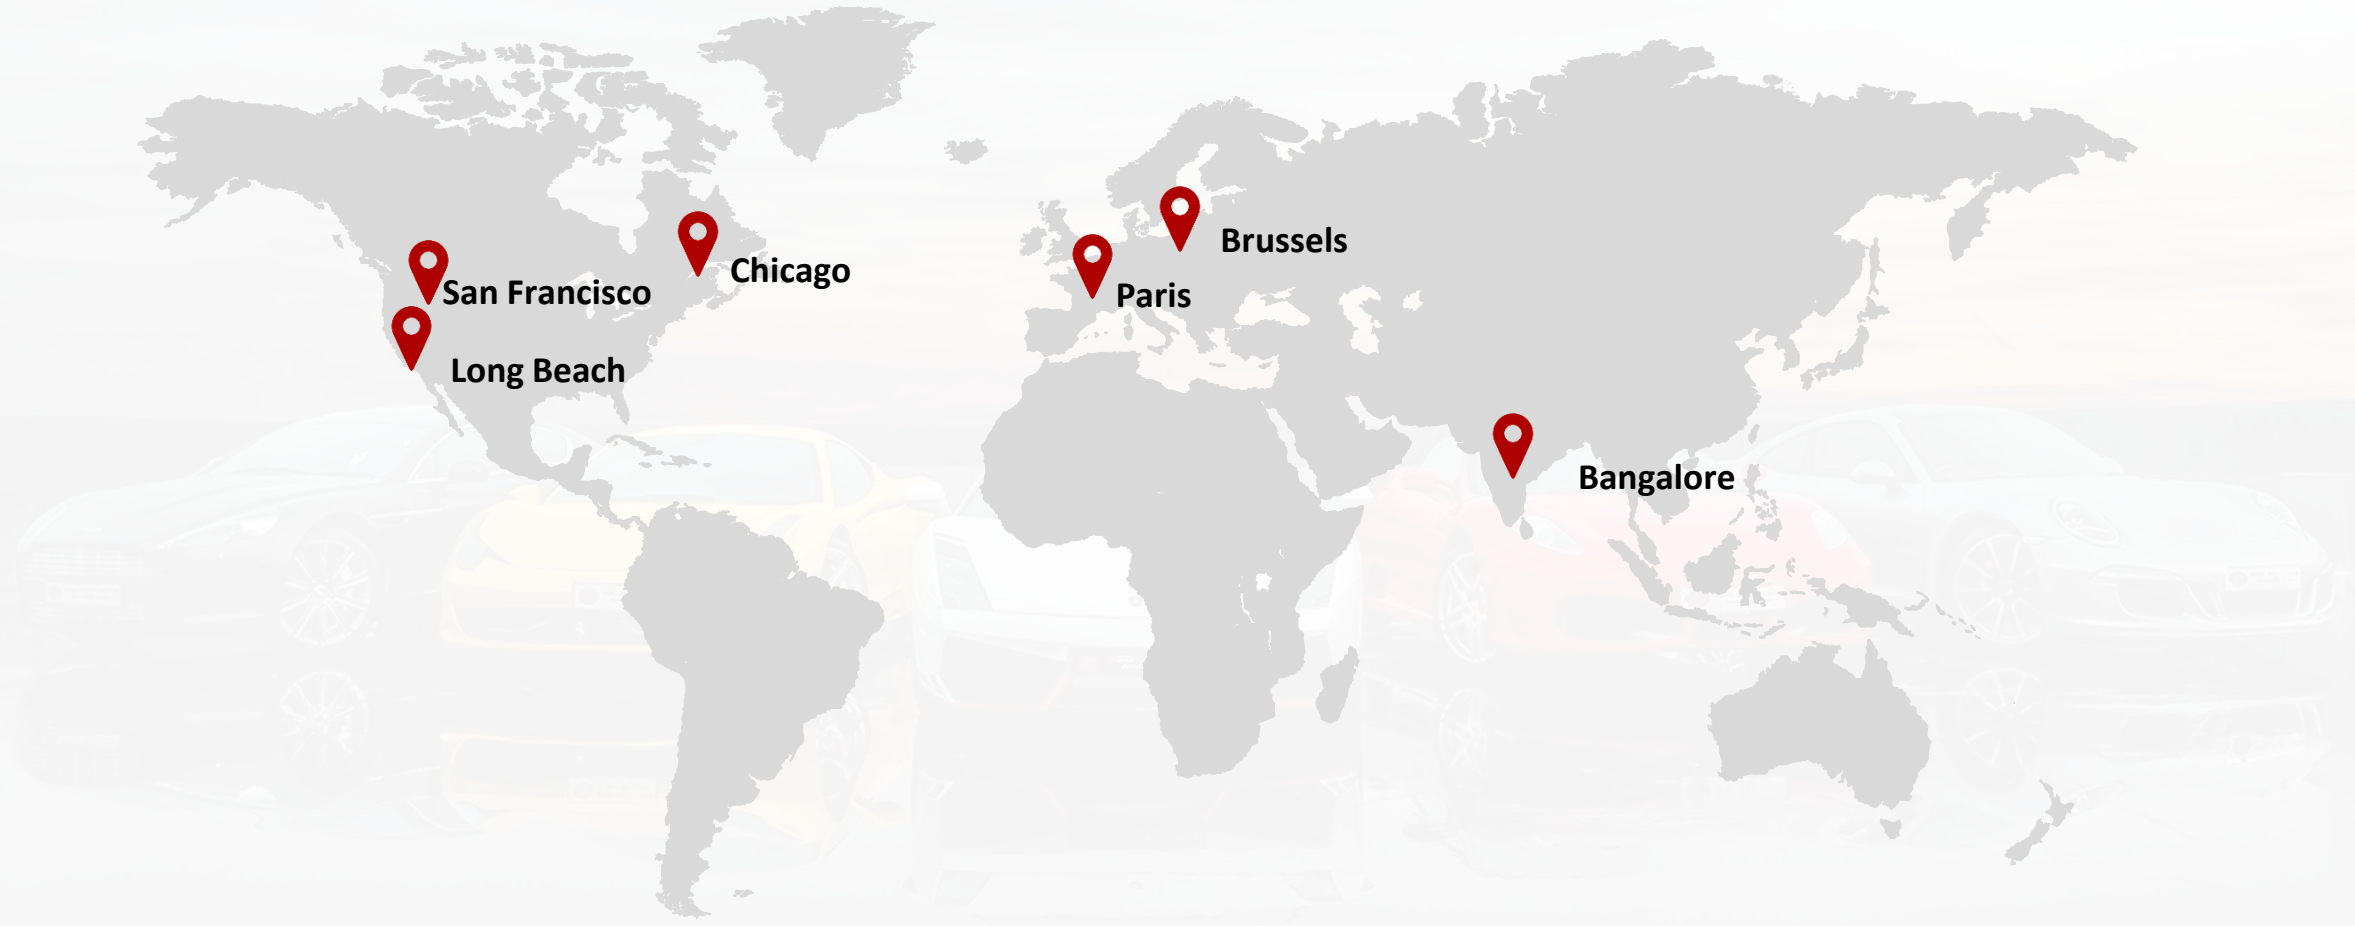 Brussels
Chicago
San Francisco
Paris
Long Beach
Bangalore